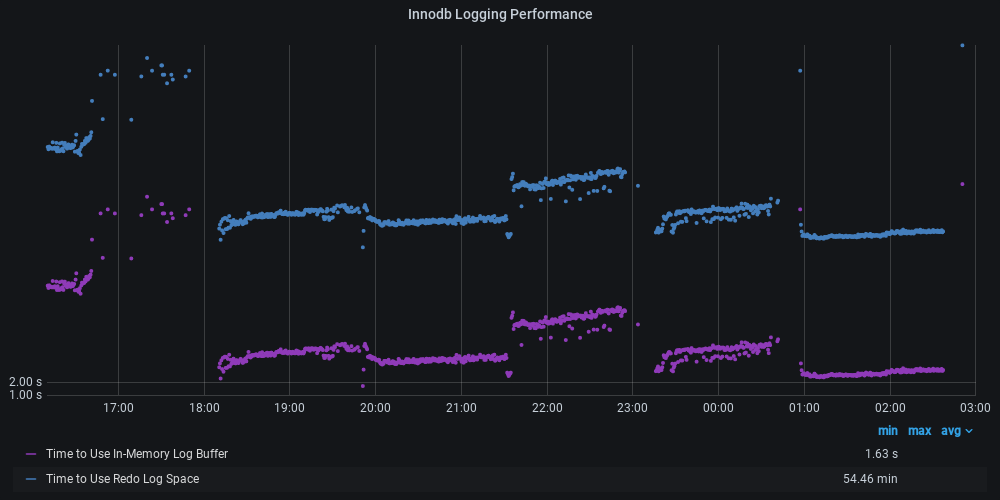 Innodb Logging Performance
2.00 s
1.00 s
17:00 18:00 19:00 20:00 21:00 22:00 23:00 00:00 01:00 02:00 03:00
min max avg
Time to Use In-Memory Log Buffer 1.63 s
Time to Use Redo Log Space 54.46 min